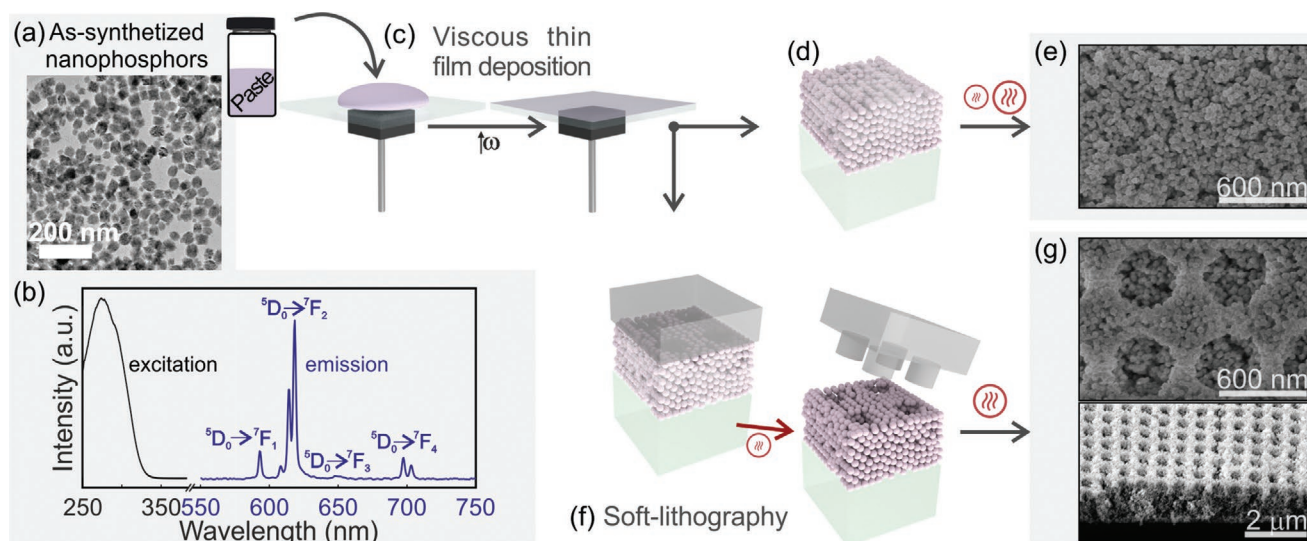 (a) As-synthetized
nanophosphors
200 nm
Paste
(c) Viscous thin
film deposition
↑ω
(d)
(e)
600 nm
(b)
Intensity (a.u.)
excitation
emission
⁵D₀→⁷F₂
⁵D₀→⁷F₁
⁵D₀→⁷F₃
⁵D₀→⁷F₄
250 350 550 600 650 700 750
Wavelength (nm)
(f) Soft-lithography
(g)
600 nm
2 μm